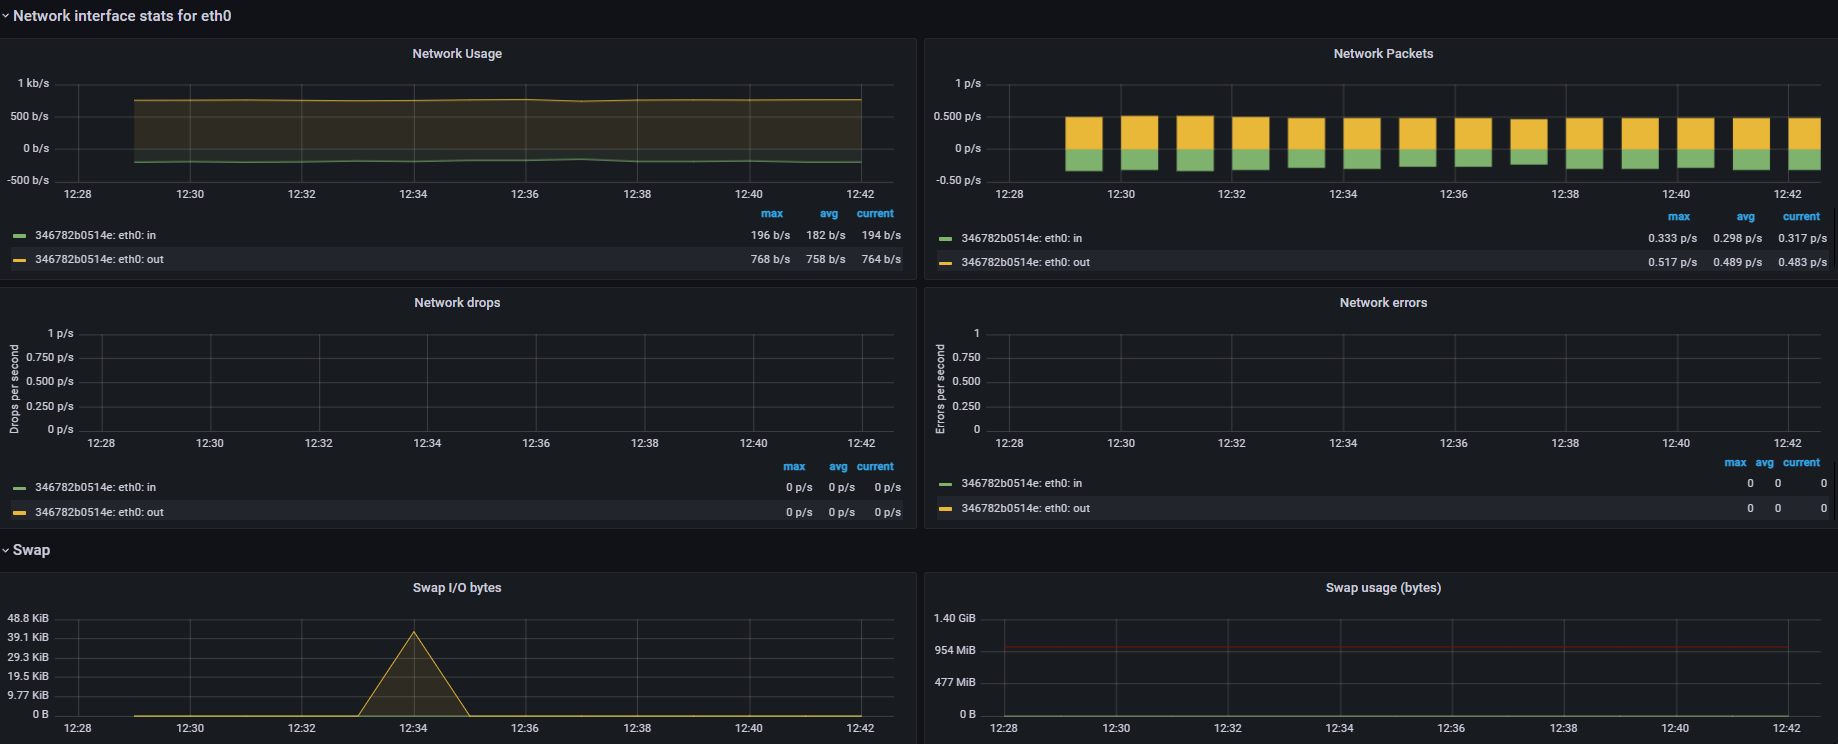 Network interface stats for eth0
Network Usage
1 kb/s
500 b/s
0 b/s
-500 b/s
12:28 12:30 12:32 12:34 12:36 12:38 12:40 12:42
max avg current
346782b0514e: eth0: in 196 b/s 182 b/s 194 b/s
346782b0514e: eth0: out 768 b/s 758 b/s 764 b/s
Network Packets
1 p/s
0.500 p/s
0 p/s
-0.50 p/s
12:28 12:30 12:32 12:34 12:36 12:38 12:40 12:42
max avg current
346782b0514e: eth0: in 0.333 p/s 0.298 p/s 0.317 p/s
346782b0514e: eth0: out 0.517 p/s 0.489 p/s 0.483 p/s
Network drops
Drops per second
1 p/s
0.750 p/s
0.500 p/s
0.250 p/s
0 p/s
12:28 12:30 12:32 12:34 12:36 12:38 12:40 12:42
max avg current
346782b0514e: eth0: in 0 p/s 0 p/s 0 p/s
346782b0514e: eth0: out 0 p/s 0 p/s 0 p/s
Network errors
Errors per second
1
0.750
0.500
0.250
0
12:28 12:30 12:32 12:34 12:36 12:38 12:40 12:42
max avg current
346782b0514e: eth0: in 0 0 0
346782b0514e: eth0: out 0 0 0
Swap
Swap I/O bytes
48.8 KiB
39.1 KiB
29.3 KiB
19.5 KiB
9.77 KiB
0 B
12:28 12:30 12:32 12:34 12:36 12:38 12:40 12:42
Swap usage (bytes)
1.40 GiB
954 MiB
477 MiB
0 B
12:28 12:30 12:32 12:34 12:36 12:38 12:40 12:42